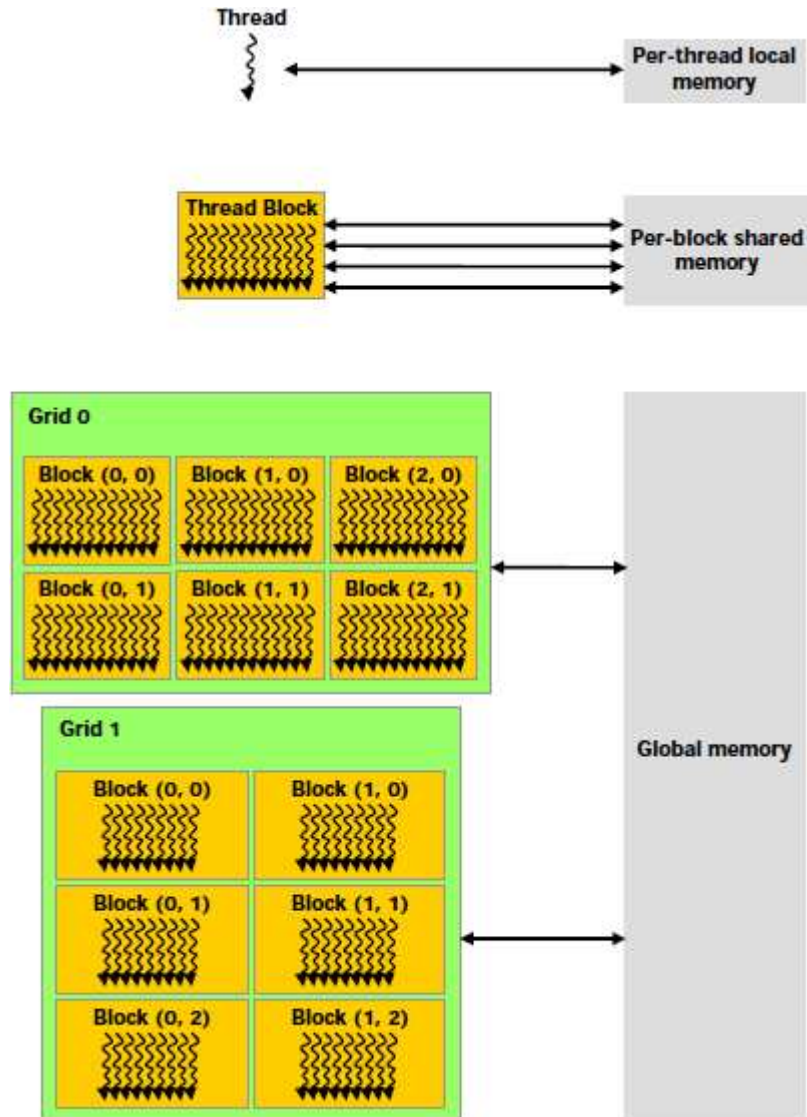 Thread
Per-thread local
memory
Thread Block
Per-block shared
memory
Grid 0
Block (0, 0)
Block (1, 0)
Block (2, 0)
Block (0, 1)
Block (1, 1)
Block (2, 1)
Grid 1
Global memory
Block (0, 0)
Block (1, 0)
Block (0, 1)
Block (1, 1)
Block (0, 2)
Block (1, 2)